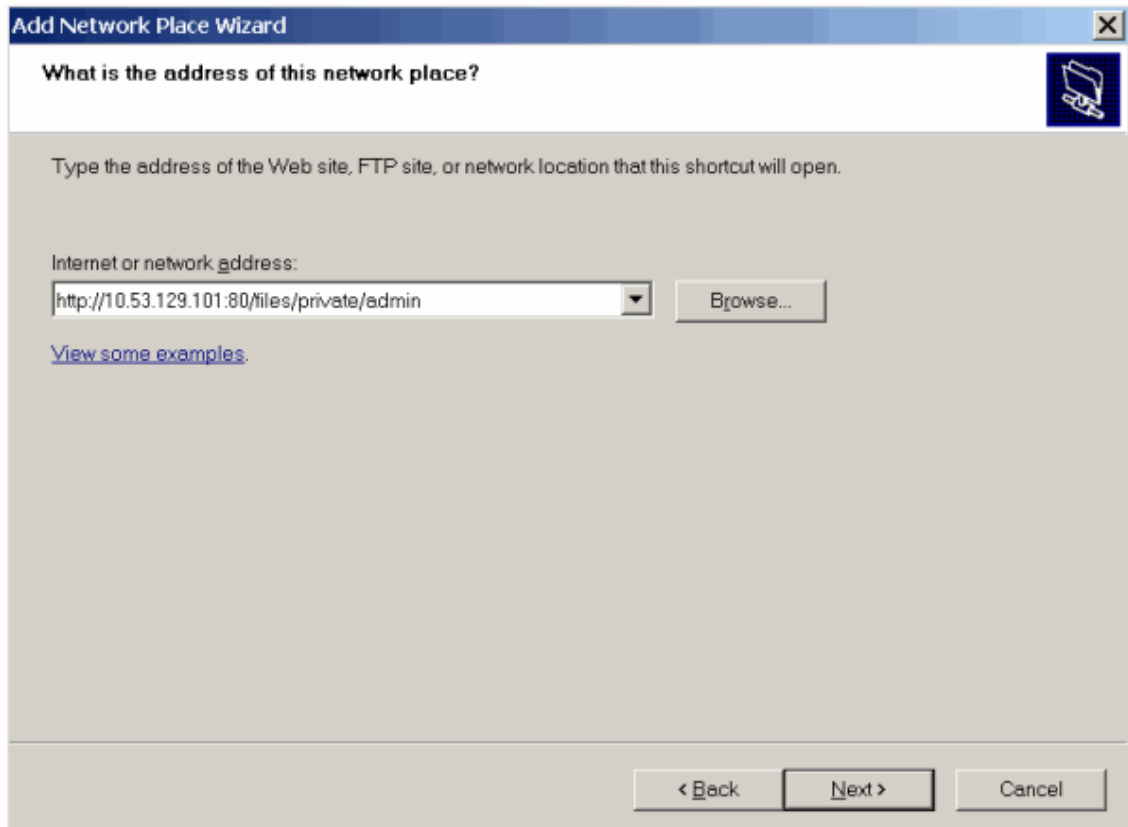 Add Network Place Wizard
What is the address of this network place?
Type the address of the Web site, FTP site, or network location that this shortcut will open.
Internet or network address:
http://10.53.129.101:80/files/private/admin
Browse...
View some examples.
< Back
Next >
Cancel